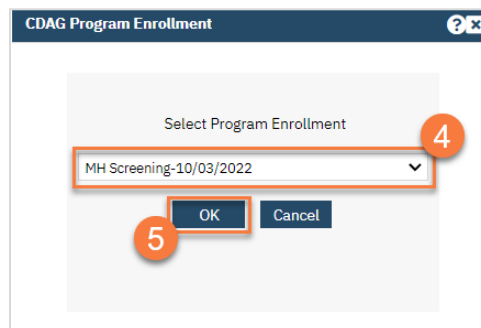 CDAG Program Enrollment
?
Select Program Enrollment
4
MH Screening-10/03/2022
OK Cancel
5